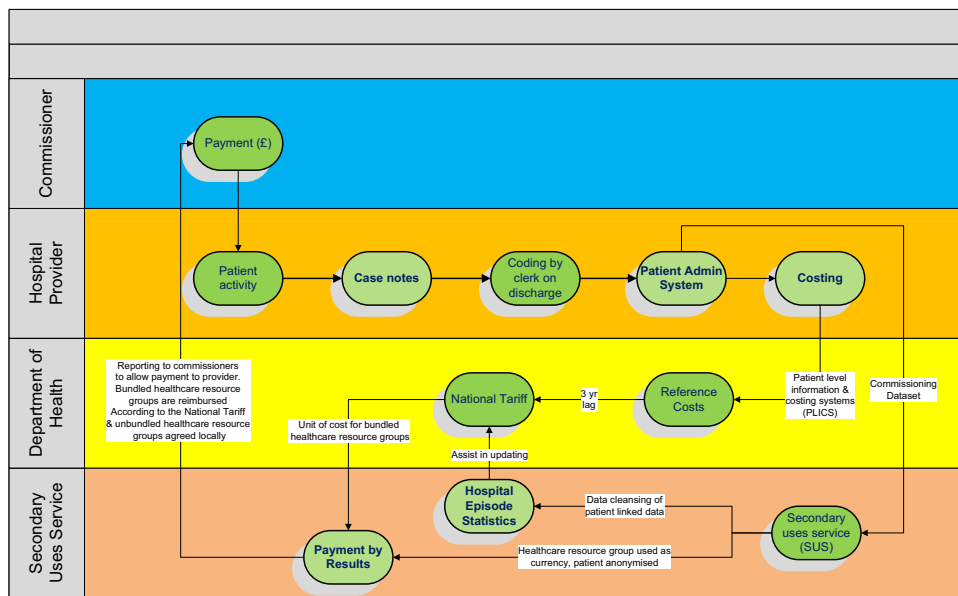 Commissioner
Payment (£)
Hospital
Provider
Patient
activity
Case notes
Coding by
clerk on
discharge
Patient Admin
System
Costing
Department of
Health
Reporting to commissioners
to allow payment to provider.
Bundled healthcare resource
groups are reimbursed
According to the National Tariff
& unbundled healthcare resource
groups agreed locally
Unit of cost for bundled
healthcare resource groups
National Tariff
3 yr
lag
Reference
Costs
Patient level
information &
costing systems
(PLICS)
Commissioning
Dataset
Assist in updating
Secondary
Uses Service
Hospital
Episode
Statistics
Data cleansing of
patient linked data
Secondary
uses service
(SUS)
Payment by
Results
Healthcare resource group used as
currency, patient anonymised